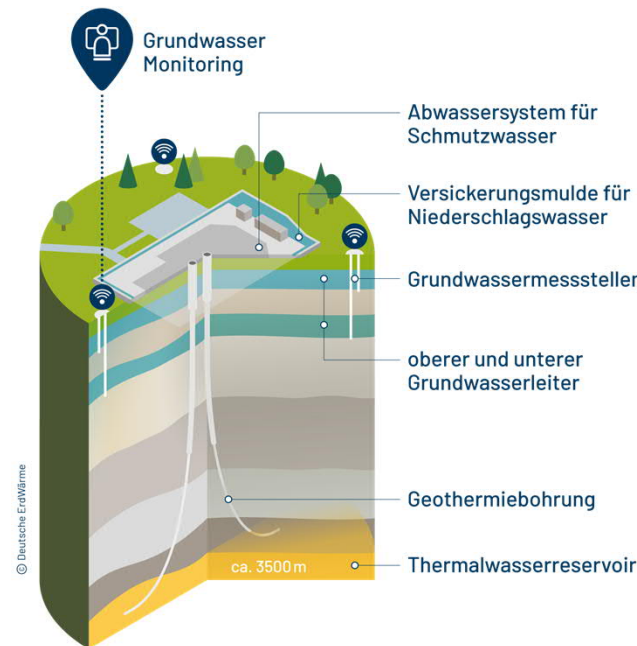 Grundwasser
Monitoring
Abwassersystem für
Schmutzwasser
Versickerungsmulde für
Niederschlagswasser
Grundwassermessstellen
oberer und unterer
Grundwasserleiter
Geothermiebohrung
Thermalwasserreservoir
ca. 3500 m
© Deutsche ErdWärme